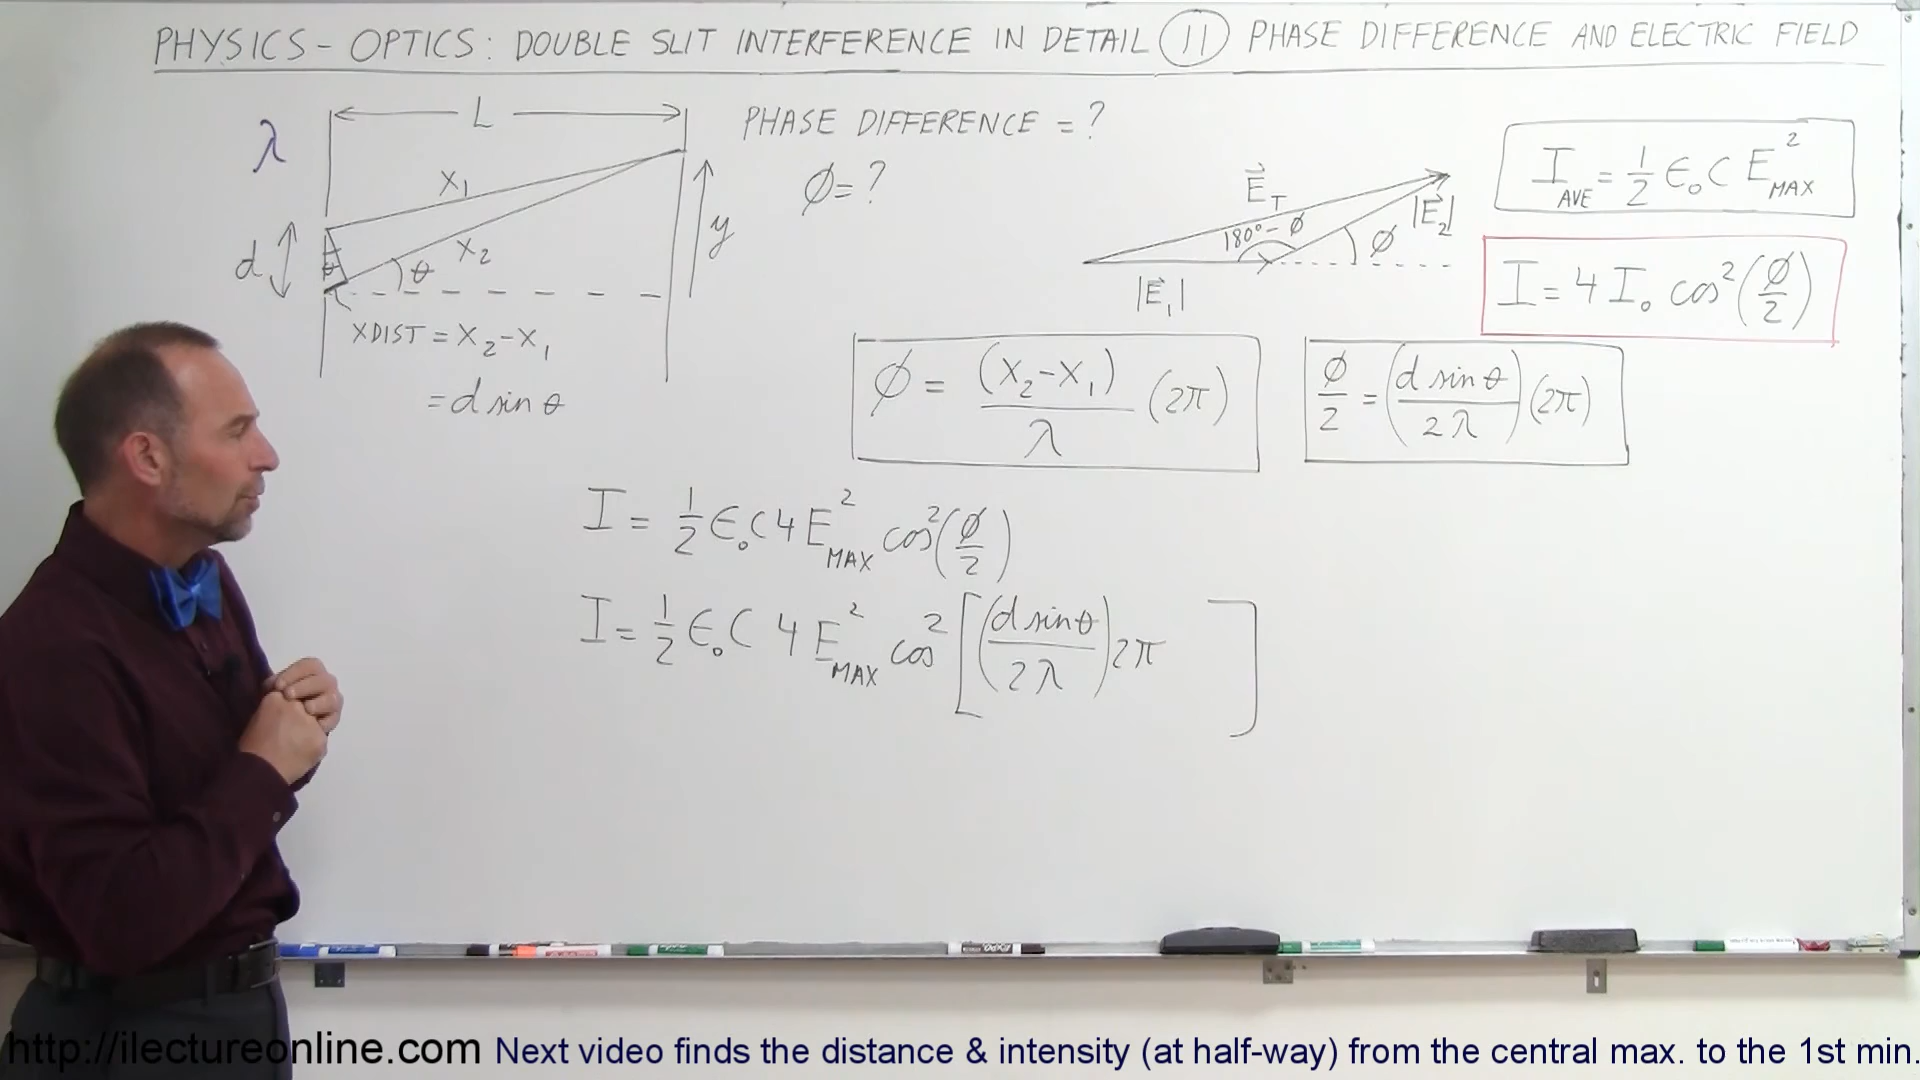 PHYSICS - OPTICS: DOUBLE SLIT INTERFERENCE IN DETAIL 11 PHASE DIFFERENCE AND ELECTRIC FIELD
λ
L
X₁
X₂
d
θ
θ
y
XDIST = X₂-X₁
= d sin θ
PHASE DIFFERENCE = ?
ϕ = ?
E⃗_T
180° - ϕ
|E⃗₂|
ϕ
|E⃗₁|
I_AVE = 1/2 ϵ₀ C E²_MAX
I = 4 I₀ cos² (ϕ/2)
ϕ = (X₂-X₁)/λ (2π)
ϕ/2 = (d sin θ / 2λ) (2π)
I = 1/2 ϵ₀ C 4 E²_MAX cos² (ϕ/2)
I = 1/2 ϵ₀ C 4 E²_MAX cos² [(d sin θ / 2λ) 2π ]
http://ilectureonline.com Next video finds the distance & intensity (at half-way) from the central max. to the 1st min.